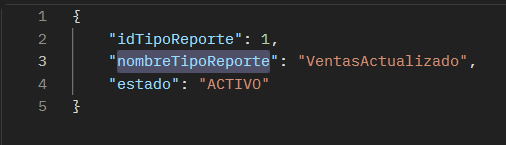 1 {
2 "idTipoReporte": 1,
3 "nombreTipoReporte": "VentasActualizado",
4 "estado": "ACTIVO"
5 }